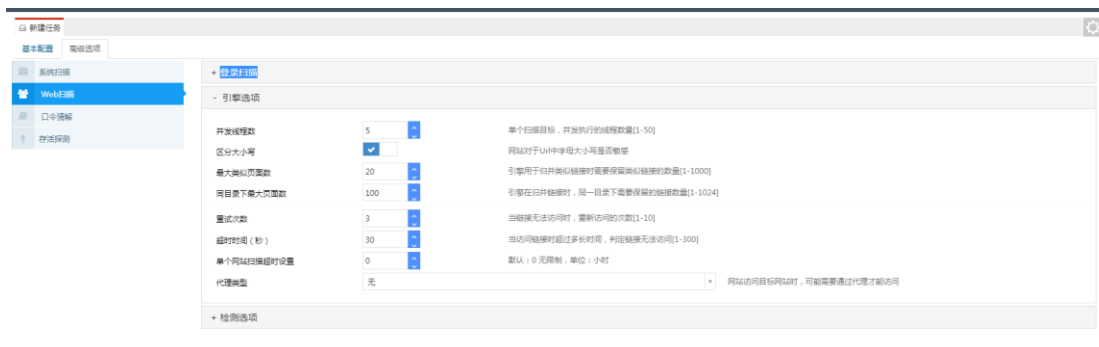 新建任务
基本配置 高级选项
系统扫描
Web扫描
口令猜解
存活探测
+ 登录扫描
- 引擎选项
并发线程数 5 单个扫描目标，并发执行的线程数量[1-50]
区分大小写 网站对于Url中字母大小写是否敏感
最大类似页面数 20 引擎用于归并类似链接时需要保留类似链接的数量[1-1000]
同目录下最大页面数 100 引擎在归并链接时，同一目录下需要保留的链接数量[1-1024]
重试次数 3 当链接无法访问时，重新访问的次数[1-10]
超时时间（秒） 30 当访问链接时超过多长时间，判定链接无法访问[1-300]
单个网站扫描超时设置 0 默认：0 无限制，单位：小时
代理类型 无 网站访问目标网站时，可能需要通过代理才能访问
+ 检测选项